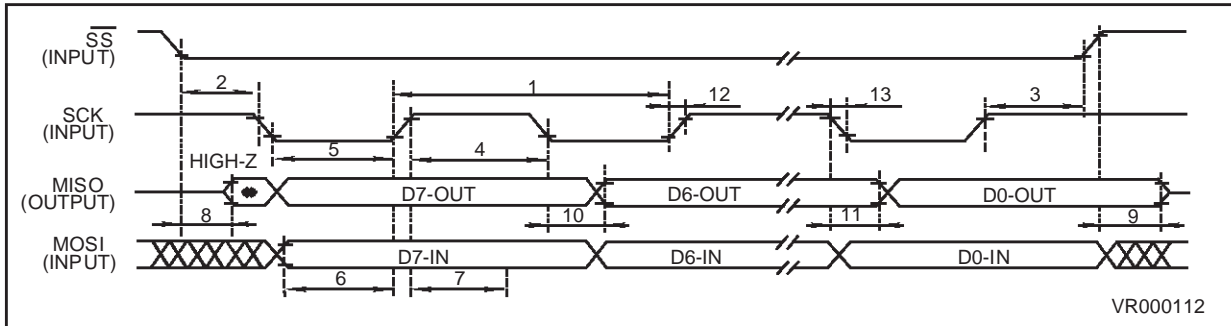 SS
(INPUT)
2
1
12
13
3
SCK
(INPUT)
5
4
HIGH-Z
MISO
(OUTPUT)
D7-OUT
D6-OUT
D0-OUT
8
10
11
9
MOSI
(INPUT)
D7-IN
D6-IN
D0-IN
6
7
VR000112